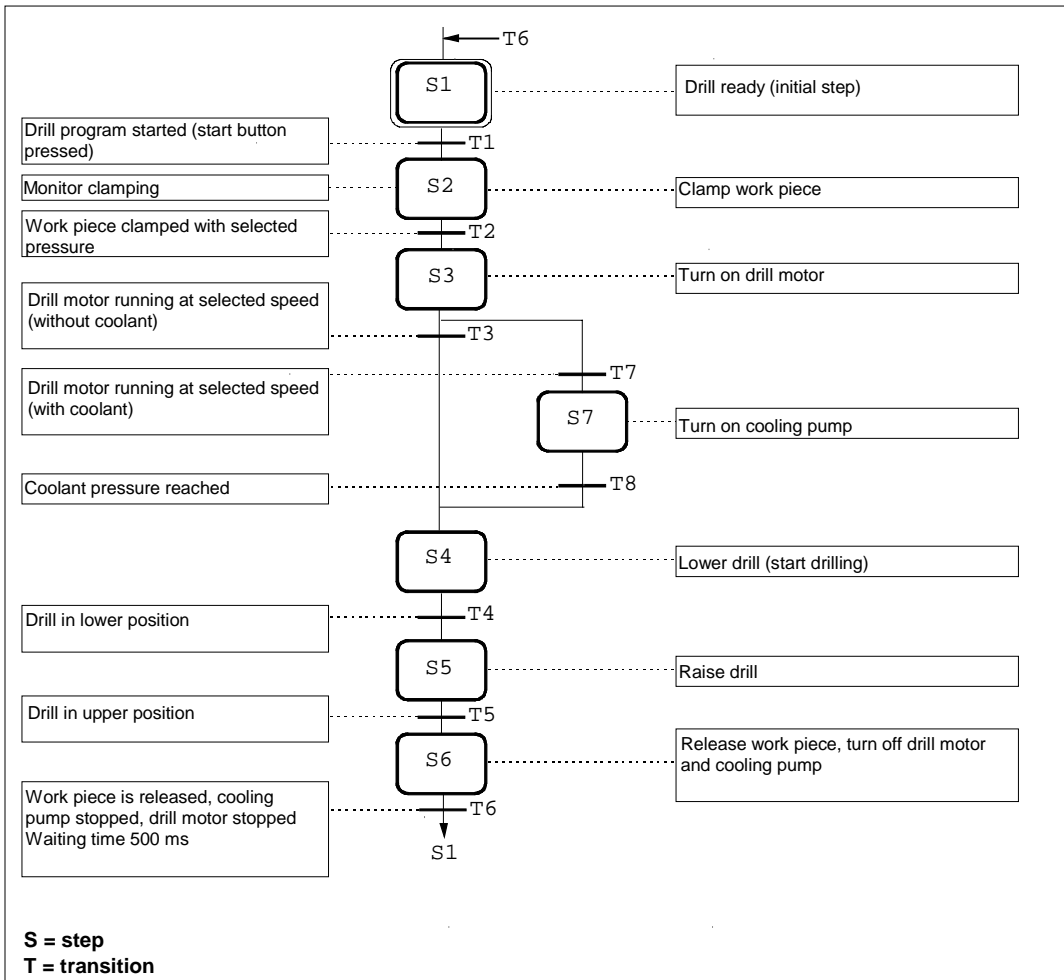 T6
S1
Drill ready (initial step)
Drill program started (start button
pressed)
T1
Monitor clamping
S2
Clamp work piece
Work piece clamped with selected
pressure
T2
S3
Turn on drill motor
Drill motor running at selected speed
(without coolant)
T3
Drill motor running at selected speed
(with coolant)
T7
S7
Turn on cooling pump
Coolant pressure reached
T8
S4
Lower drill (start drilling)
Drill in lower position
T4
S5
Raise drill
Drill in upper position
T5
S6
Release work piece, turn off drill motor
and cooling pump
Work piece is released, cooling
pump stopped, drill motor stopped
Waiting time 500 ms
T6
S1
S = step
T = transition